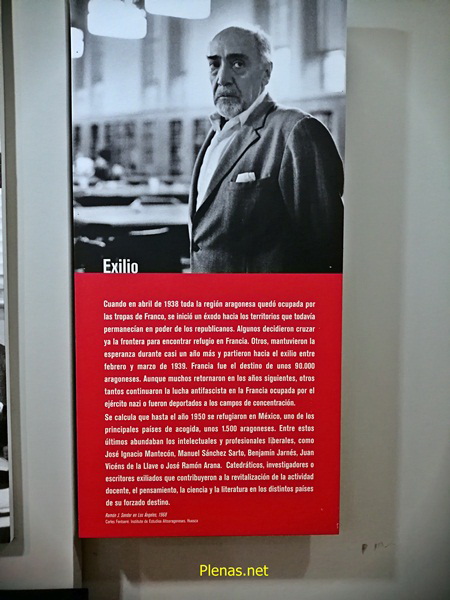 Exilio
Cuando en abril de 1938 toda la región aragonesa quedó ocupada por
las tropas de Franco, se inició un éxodo hacia los territorios que todavía
permanecían en poder de los republicanos. Algunos decidieron cruzar
ya la frontera para encontrar refugio en Francia. Otros, mantuvieron la
esperanza durante casi un año más y partieron hacia el exilio entre
febrero y marzo de 1939. Francia fue el destino de unos 90.000
aragoneses. Aunque muchos retornaron en los años siguientes, otros
tantos continuaron la lucha antifascista en la Francia ocupada por el
ejército nazi o fueron deportados a los campos de concentración.
Se calcula que hasta el año 1950 se refugiaron en México, uno de los
principales países de acogida, unos 1.500 aragoneses. Entre estos
últimos abundaban los intelectuales y profesionales liberales, como
José Ignacio Mantecón, Manuel Sánchez Sarto, Benjamín Jarnés, Juan
Vicéns de la Llave o José Ramón Arana. Catedráticos, investigadores o
escritores exiliados que contribuyeron a la revitalización de la actividad
docente, el pensamiento, la ciencia y la literatura en los distintos países
de su forzado destino.
Ramón J. Sender en Los Ángeles, 1968
Instituto de Estudios Altoaragoneses. Huesca
Plenas.net